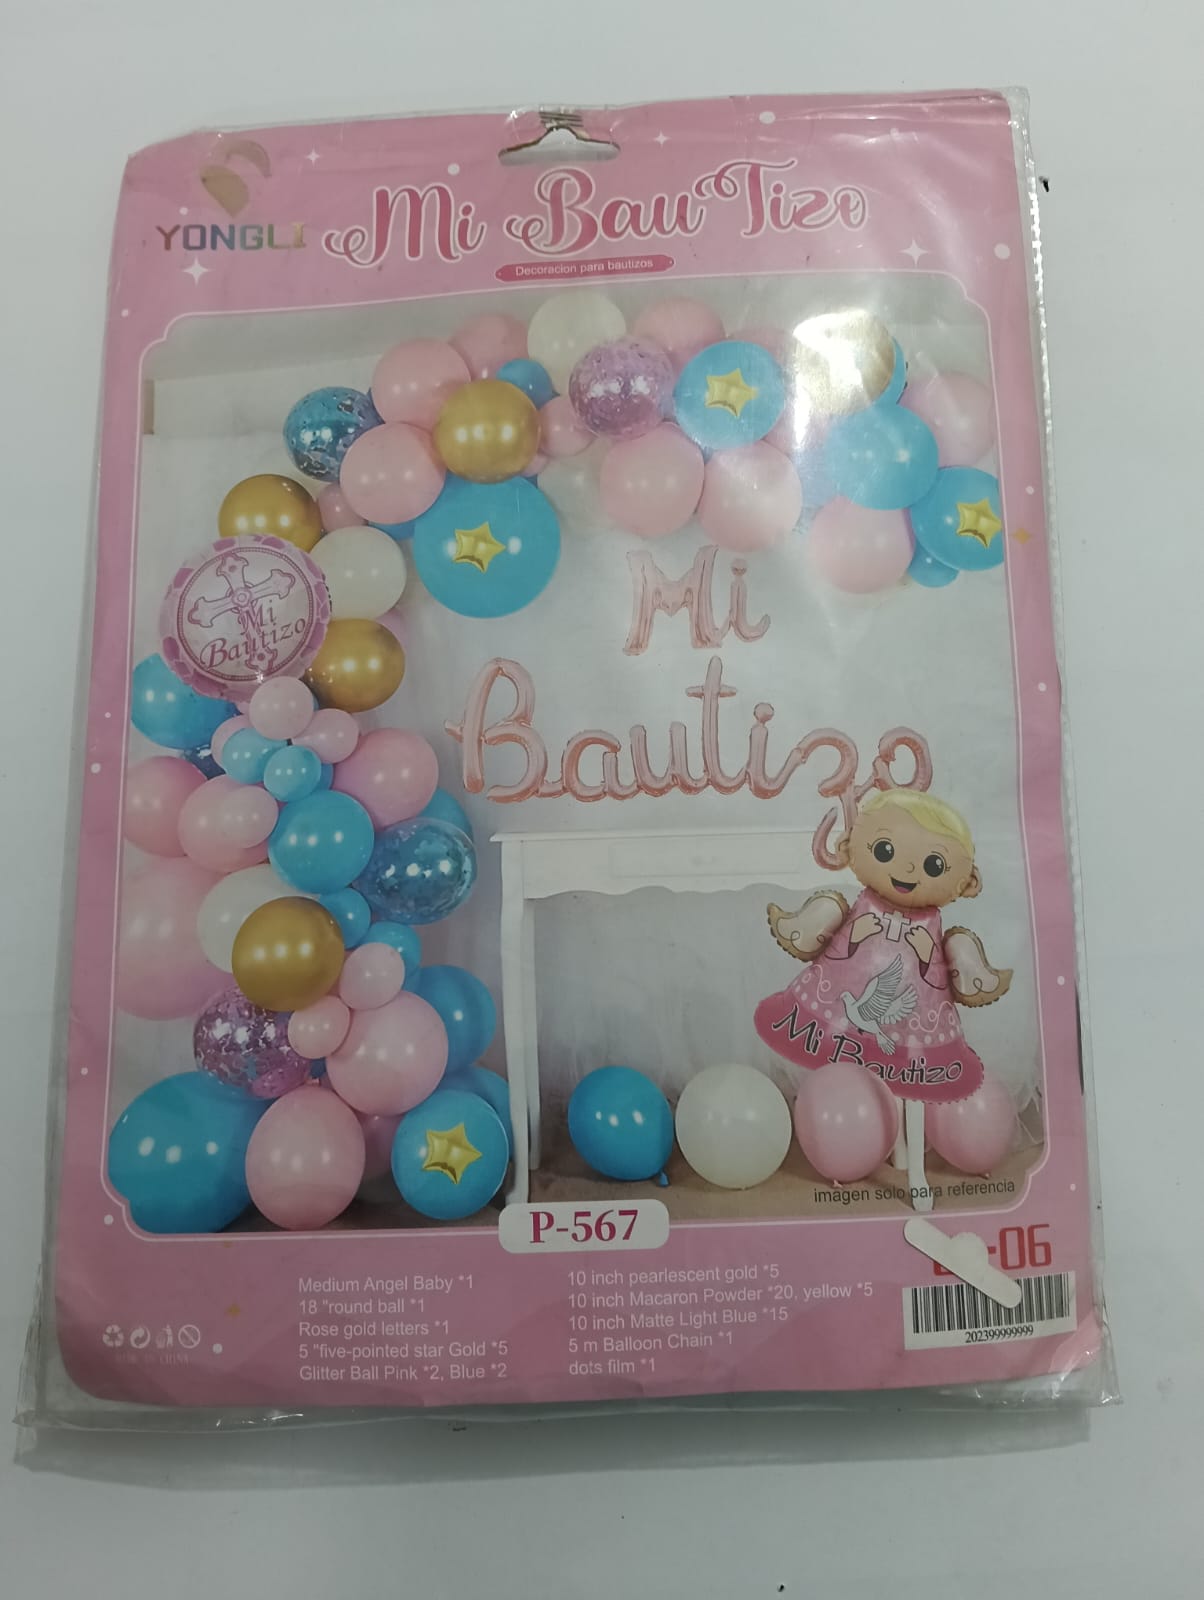 YONGLI
Mi BauTizo
Decoracion para bautizos
Mi
Bautizo
Mi
Bautizo
Mi Bautizo
imagen solo para referencia
P-567
-06
Medium Angel Baby *1
18 "round ball *1
Rose gold letters *1
5 "five-pointed star Gold *5
Glitter Ball Pink *2, Blue *2
10 inch pearlescent gold *5
10 inch Macaron Powder *20, yellow *5
10 inch Matte Light Blue *15
5 m Balloon Chain *1
dots film *1
202399999999
MADE IN CHINA